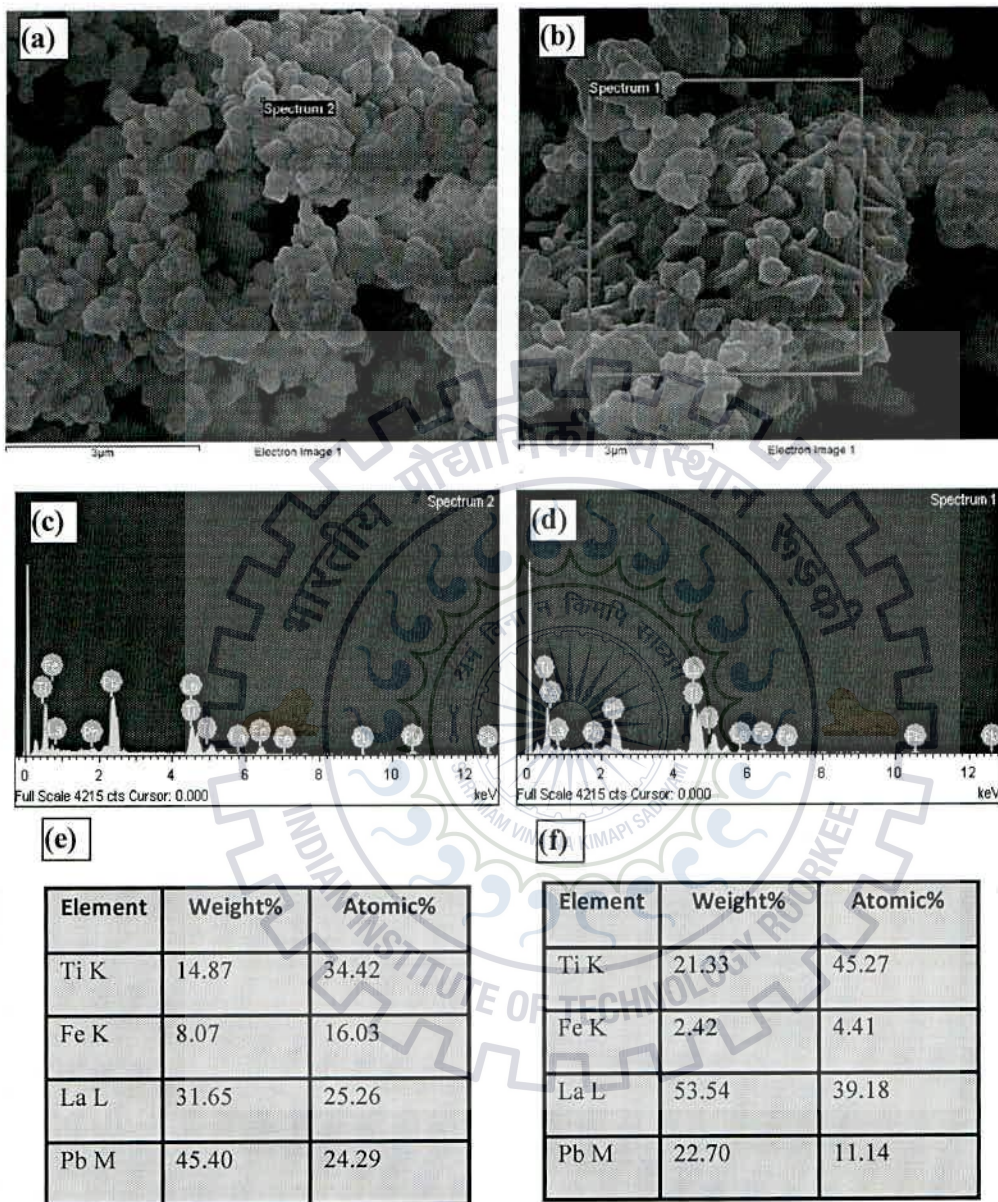 (a)
Spectrum 2
3µm
Electron Image 1
(b)
Spectrum 1
3µm
Electron Image 1
(c)
Spectrum 2
0 2 4 6 8 10 12
Full Scale 4215 cts Cursor: 0.000
keV
(d)
Spectrum 1
0 2 4 6 8 10 12
Full Scale 4215 cts Cursor: 0.000
keV
(e)
Element Weight% Atomic%
Ti K 14.87 34.42
Fe K 8.07 16.03
La L 31.65 25.26
Pb M 45.40 24.29
(f)
Element Weight% Atomic%
Ti K 21.33 45.27
Fe K 2.42 4.41
La L 53.54 39.18
Pb M 22.70 11.14
भारतीय प्रौद्योगिकी संस्थान रुड़की
INDIAN INSTITUTE OF TECHNOLOGY ROORKEE